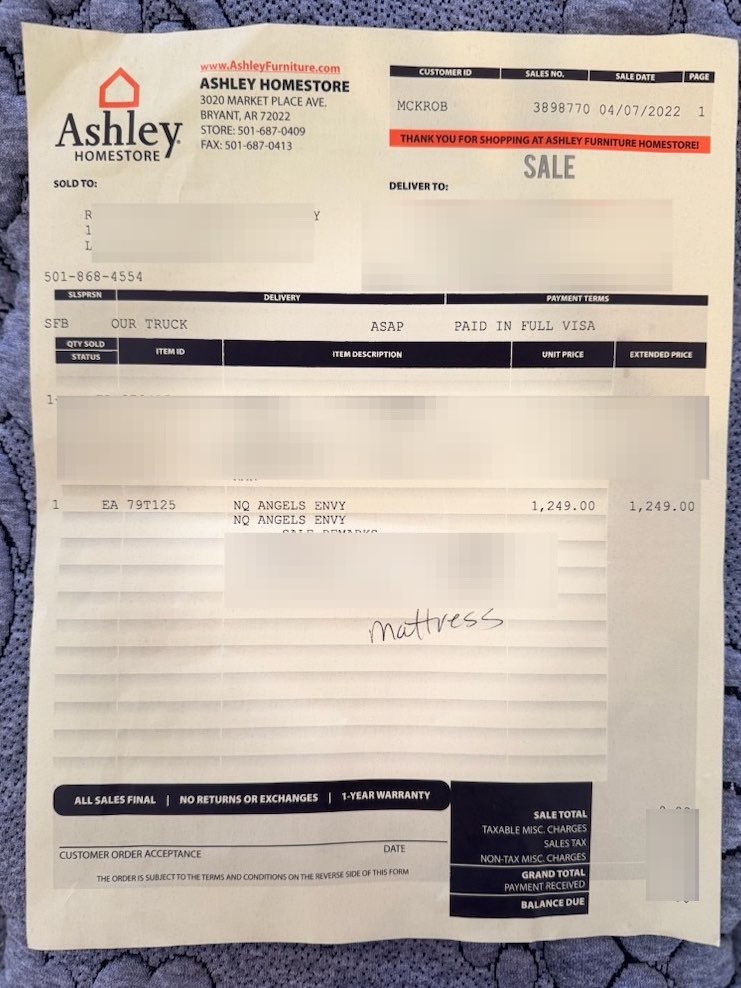 www.AshleyFurniture.com
ASHLEY HOMESTORE
3020 MARKET PLACE AVE.
BRYANT, AR 72022
STORE: 501-687-0409
FAX: 501-687-0413
Ashley
HOMESTORE
CUSTOMER ID SALES NO. SALE DATE PAGE
MCKROB 3898770 04/07/2022 1
THANK YOU FOR SHOPPING AT ASHLEY FURNITURE HOMESTORE!
SALE
SOLD TO:
DELIVER TO:
R Y
1
L
501-868-4554
SLSPRSN DELIVERY PAYMENT TERMS
SFB OUR TRUCK ASAP PAID IN FULL VISA
QTY SOLD
STATUS ITEM ID ITEM DESCRIPTION UNIT PRICE EXTENDED PRICE
1
1 EA 79T125 NQ ANGELS ENVY 1,249.00 1,249.00
NQ ANGELS ENVY
SALE REMARKS
mattress
ALL SALES FINAL | NO RETURNS OR EXCHANGES | 1-YEAR WARRANTY
CUSTOMER ORDER ACCEPTANCE DATE
THE ORDER IS SUBJECT TO THE TERMS AND CONDITIONS ON THE REVERSE SIDE OF THIS FORM
SALE TOTAL
TAXABLE MISC. CHARGES
SALES TAX
NON-TAX MISC. CHARGES
GRAND TOTAL
PAYMENT RECEIVED
BALANCE DUE